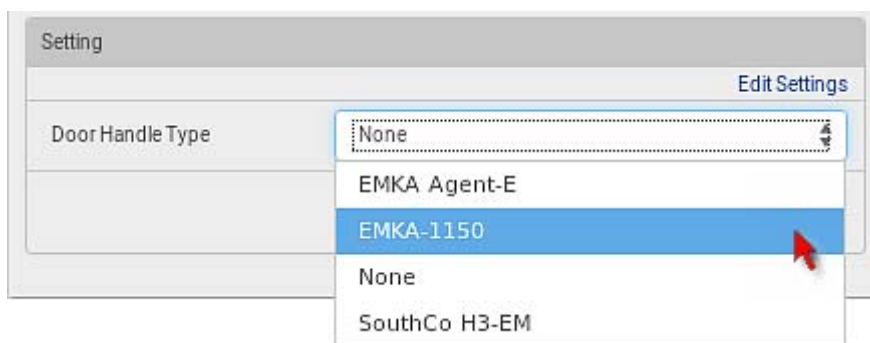 Setting
Edit Settings
Door Handle Type
None
EMKA Agent-E
EMKA-1150
None
SouthCo H3-EM